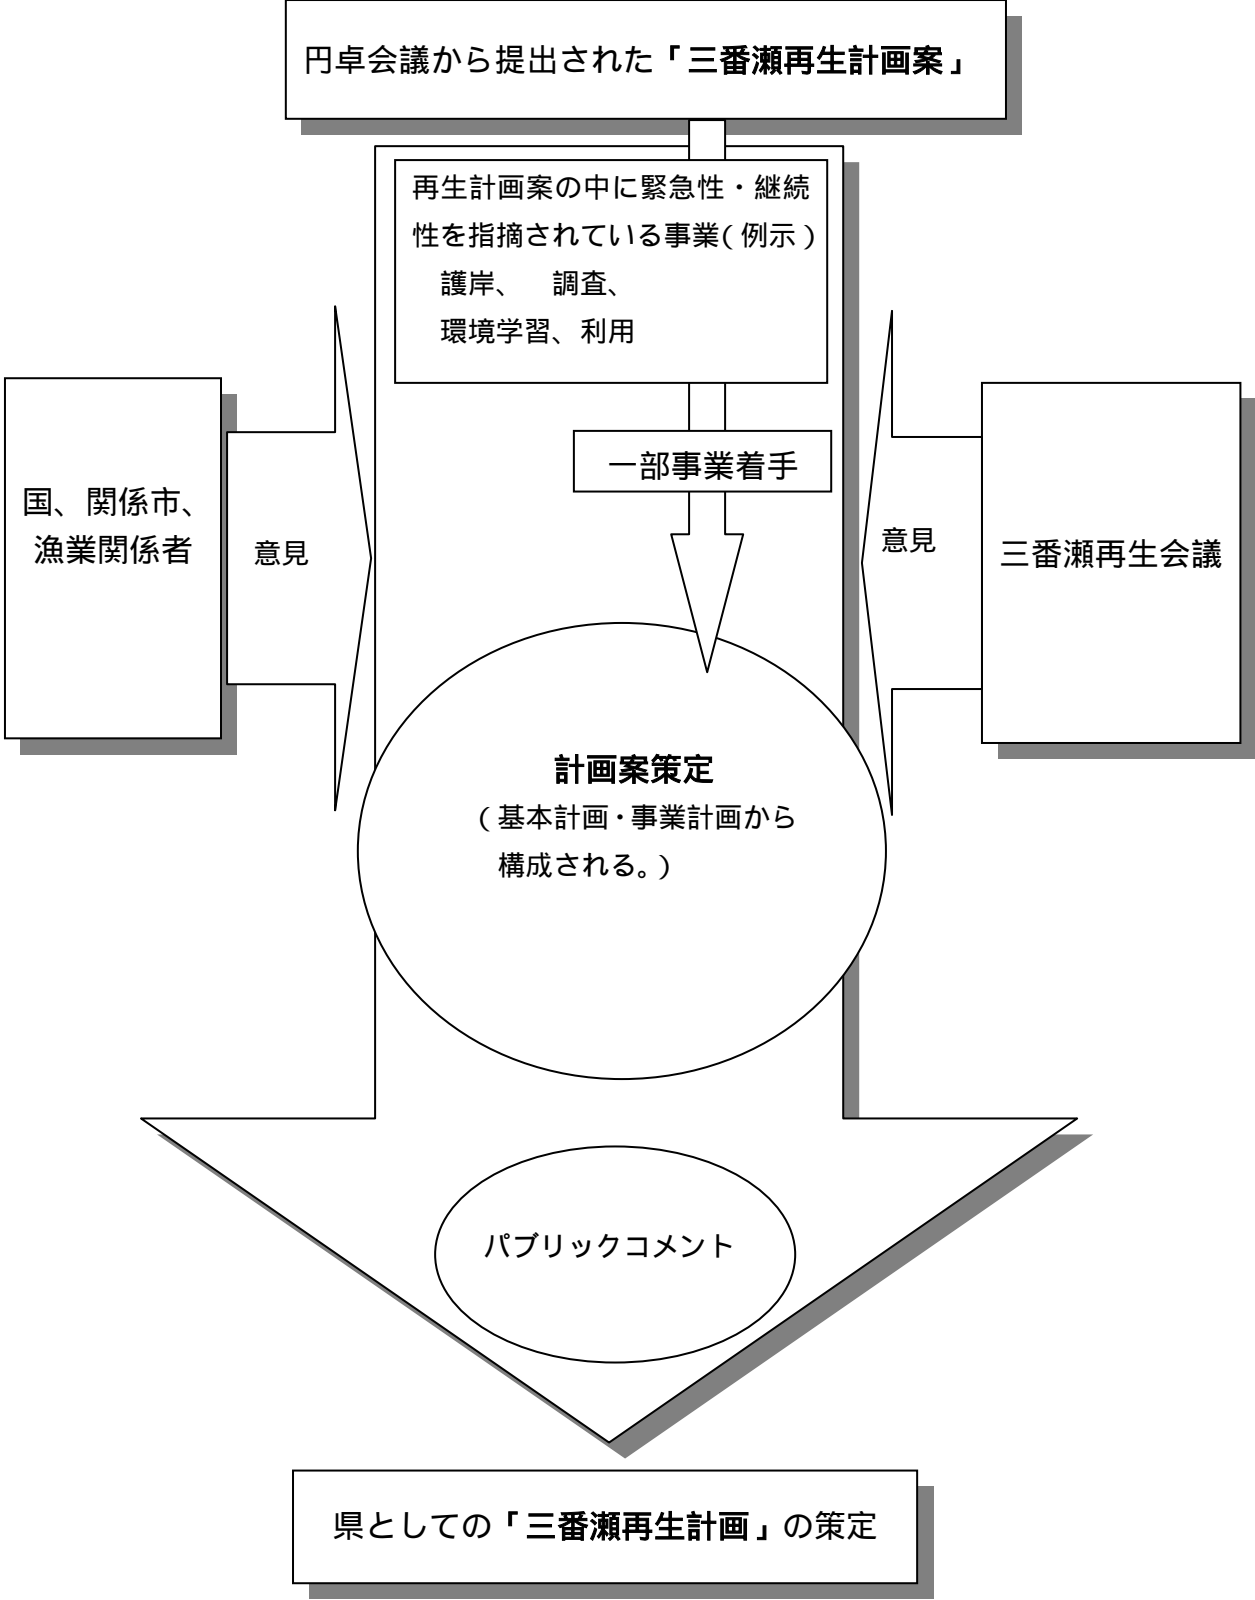 円卓会議から提出された「三番瀬再生計画案」
再生計画案の中に緊急性・継続
性を指摘されている事業(例示)
護岸、　調査、
環境学習、利用
一部事業着手
国、関係市、
漁業関係者
意見
意見
三番瀬再生会議
計画案策定
(基本計画・事業計画から
構成される。)
パブリックコメント
県としての「三番瀬再生計画」の策定